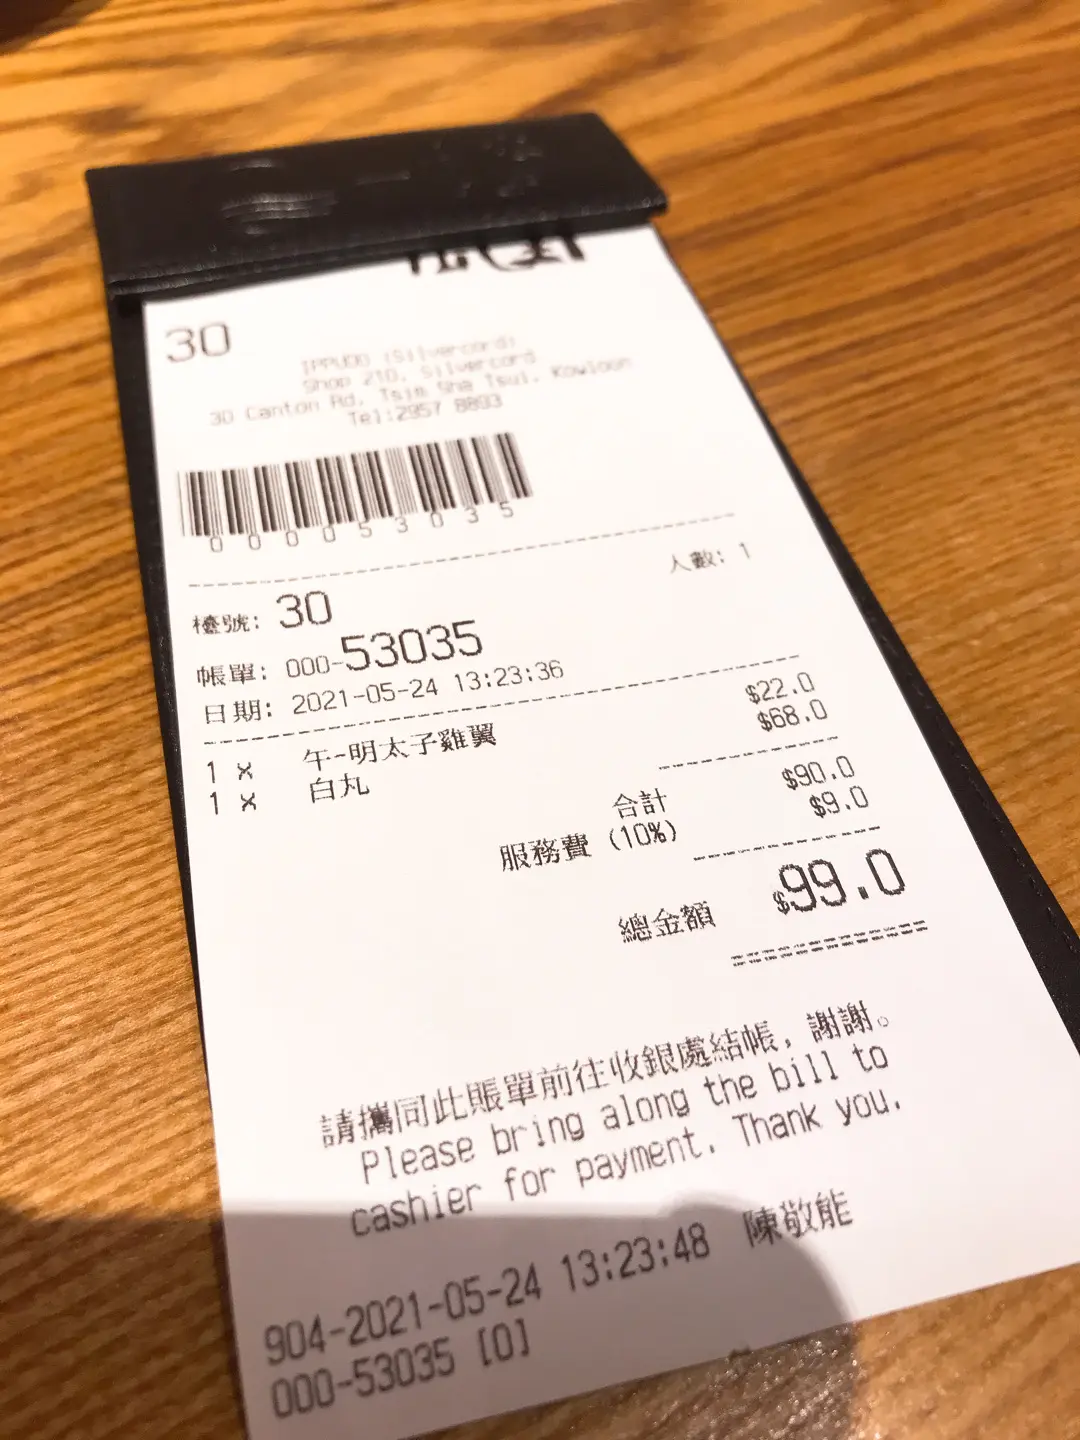 30
IPPUDO (Silvercord)
Shop 210, Silvercord
30 Canton Rd, Tsim Sha Tsui, Kowloon
Tel:2957 8893
00053035
人數: 1
檯號: 30
帳單: 000-53035
日期: 2021-05-24 13:23:36
1 x 午-明太子雞翼 $22.0
1 x 白丸 $68.0
合計 $90.0
服務費 (10%) $9.0
總金額 $99.0
請攜同此賬單前往收銀處結帳, 謝謝。
Please bring along the bill to
cashier for payment. Thank you.
904-2021-05-24 13:23:48 陳敬能
000-53035 [0]